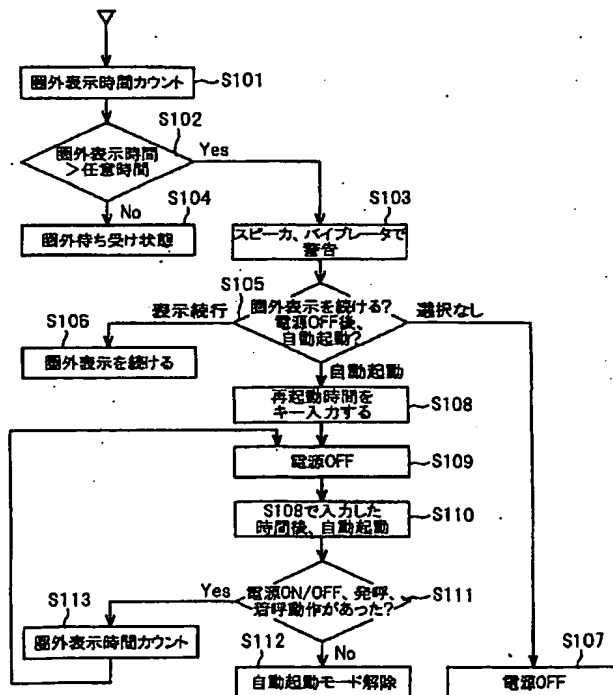 圏外表示時間カウント
S101
S102
圏外表示時間
>任意時間
Yes
No
S104
圏外待ち受け状態
S103
スピーカ、バイブレータで
警告
S105
圏外表示を続ける?
電源OFF後、
自動起動?
表示続行
選択なし
S106
圏外表示を続ける
自動起動
再起動時間を
キー入力する
S108
電源OFF
S109
S108で入力した
時間後、自動起動
S110
電源ON/OFF、発呼、
着呼動作があった?
S111
Yes
S113
圏外表示時間カウント
No
S112
自動起動モード解除
S107
電源OFF